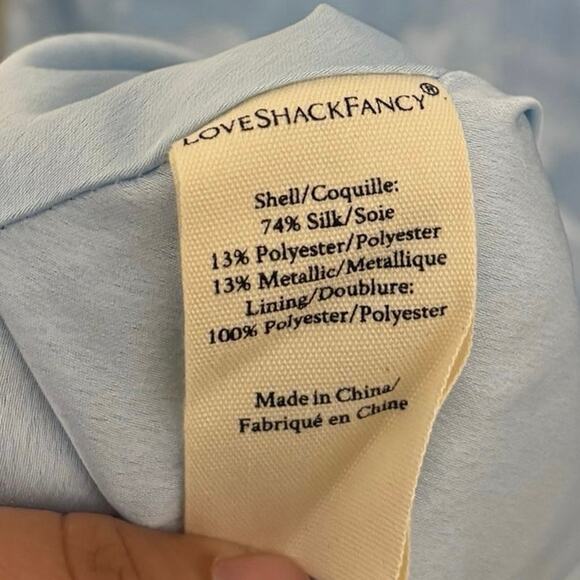 LOVESHACKFANCY®
Shell/Coquille:
74% Silk/Soie
13% Polyester/Polyester
13% Metallic/Metallique
Lining/Doublure:
100% Polyester/Polyester
Made in China/
Fabriqué en Chine